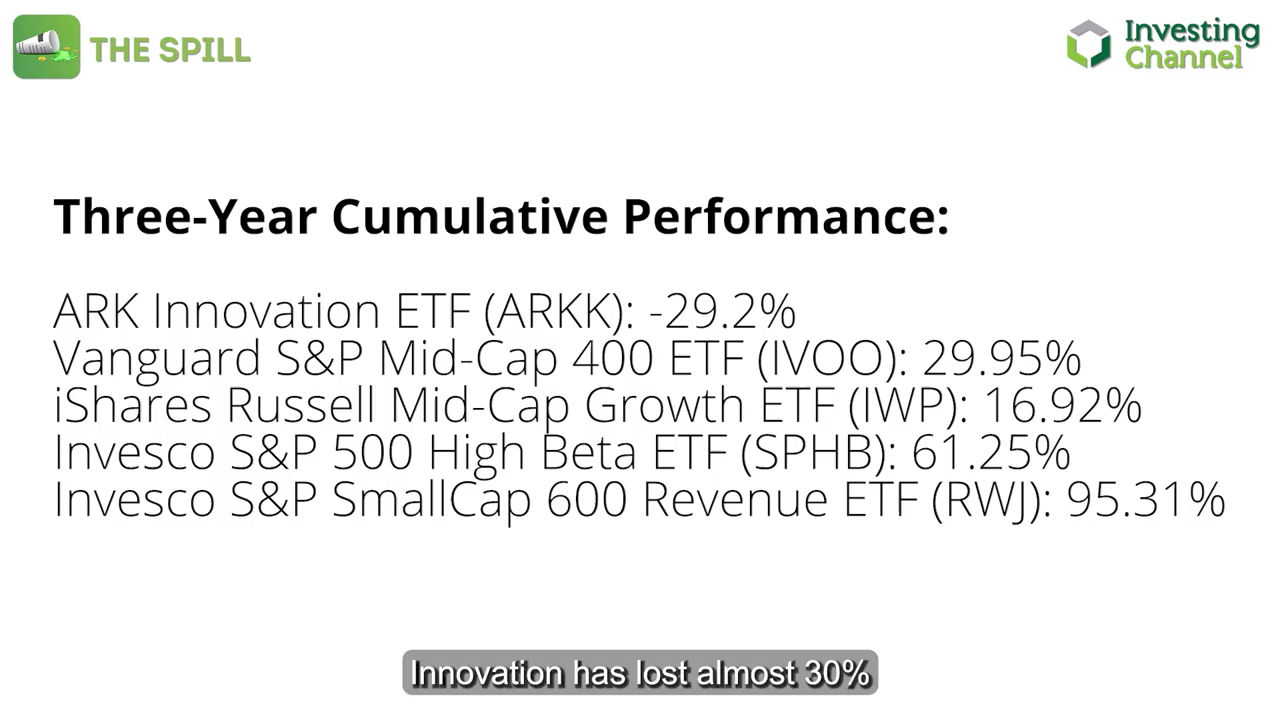 THE SPILL
Investing
Channel
Three-Year Cumulative Performance:
ARK Innovation ETF (ARKK): -29.2%
Vanguard S&P Mid-Cap 400 ETF (IVOO): 29.95%
iShares Russell Mid-Cap Growth ETF (IWP): 16.92%
Invesco S&P 500 High Beta ETF (SPHB): 61.25%
Invesco S&P SmallCap 600 Revenue ETF (RWJ): 95.31%
Innovation has lost almost 30%